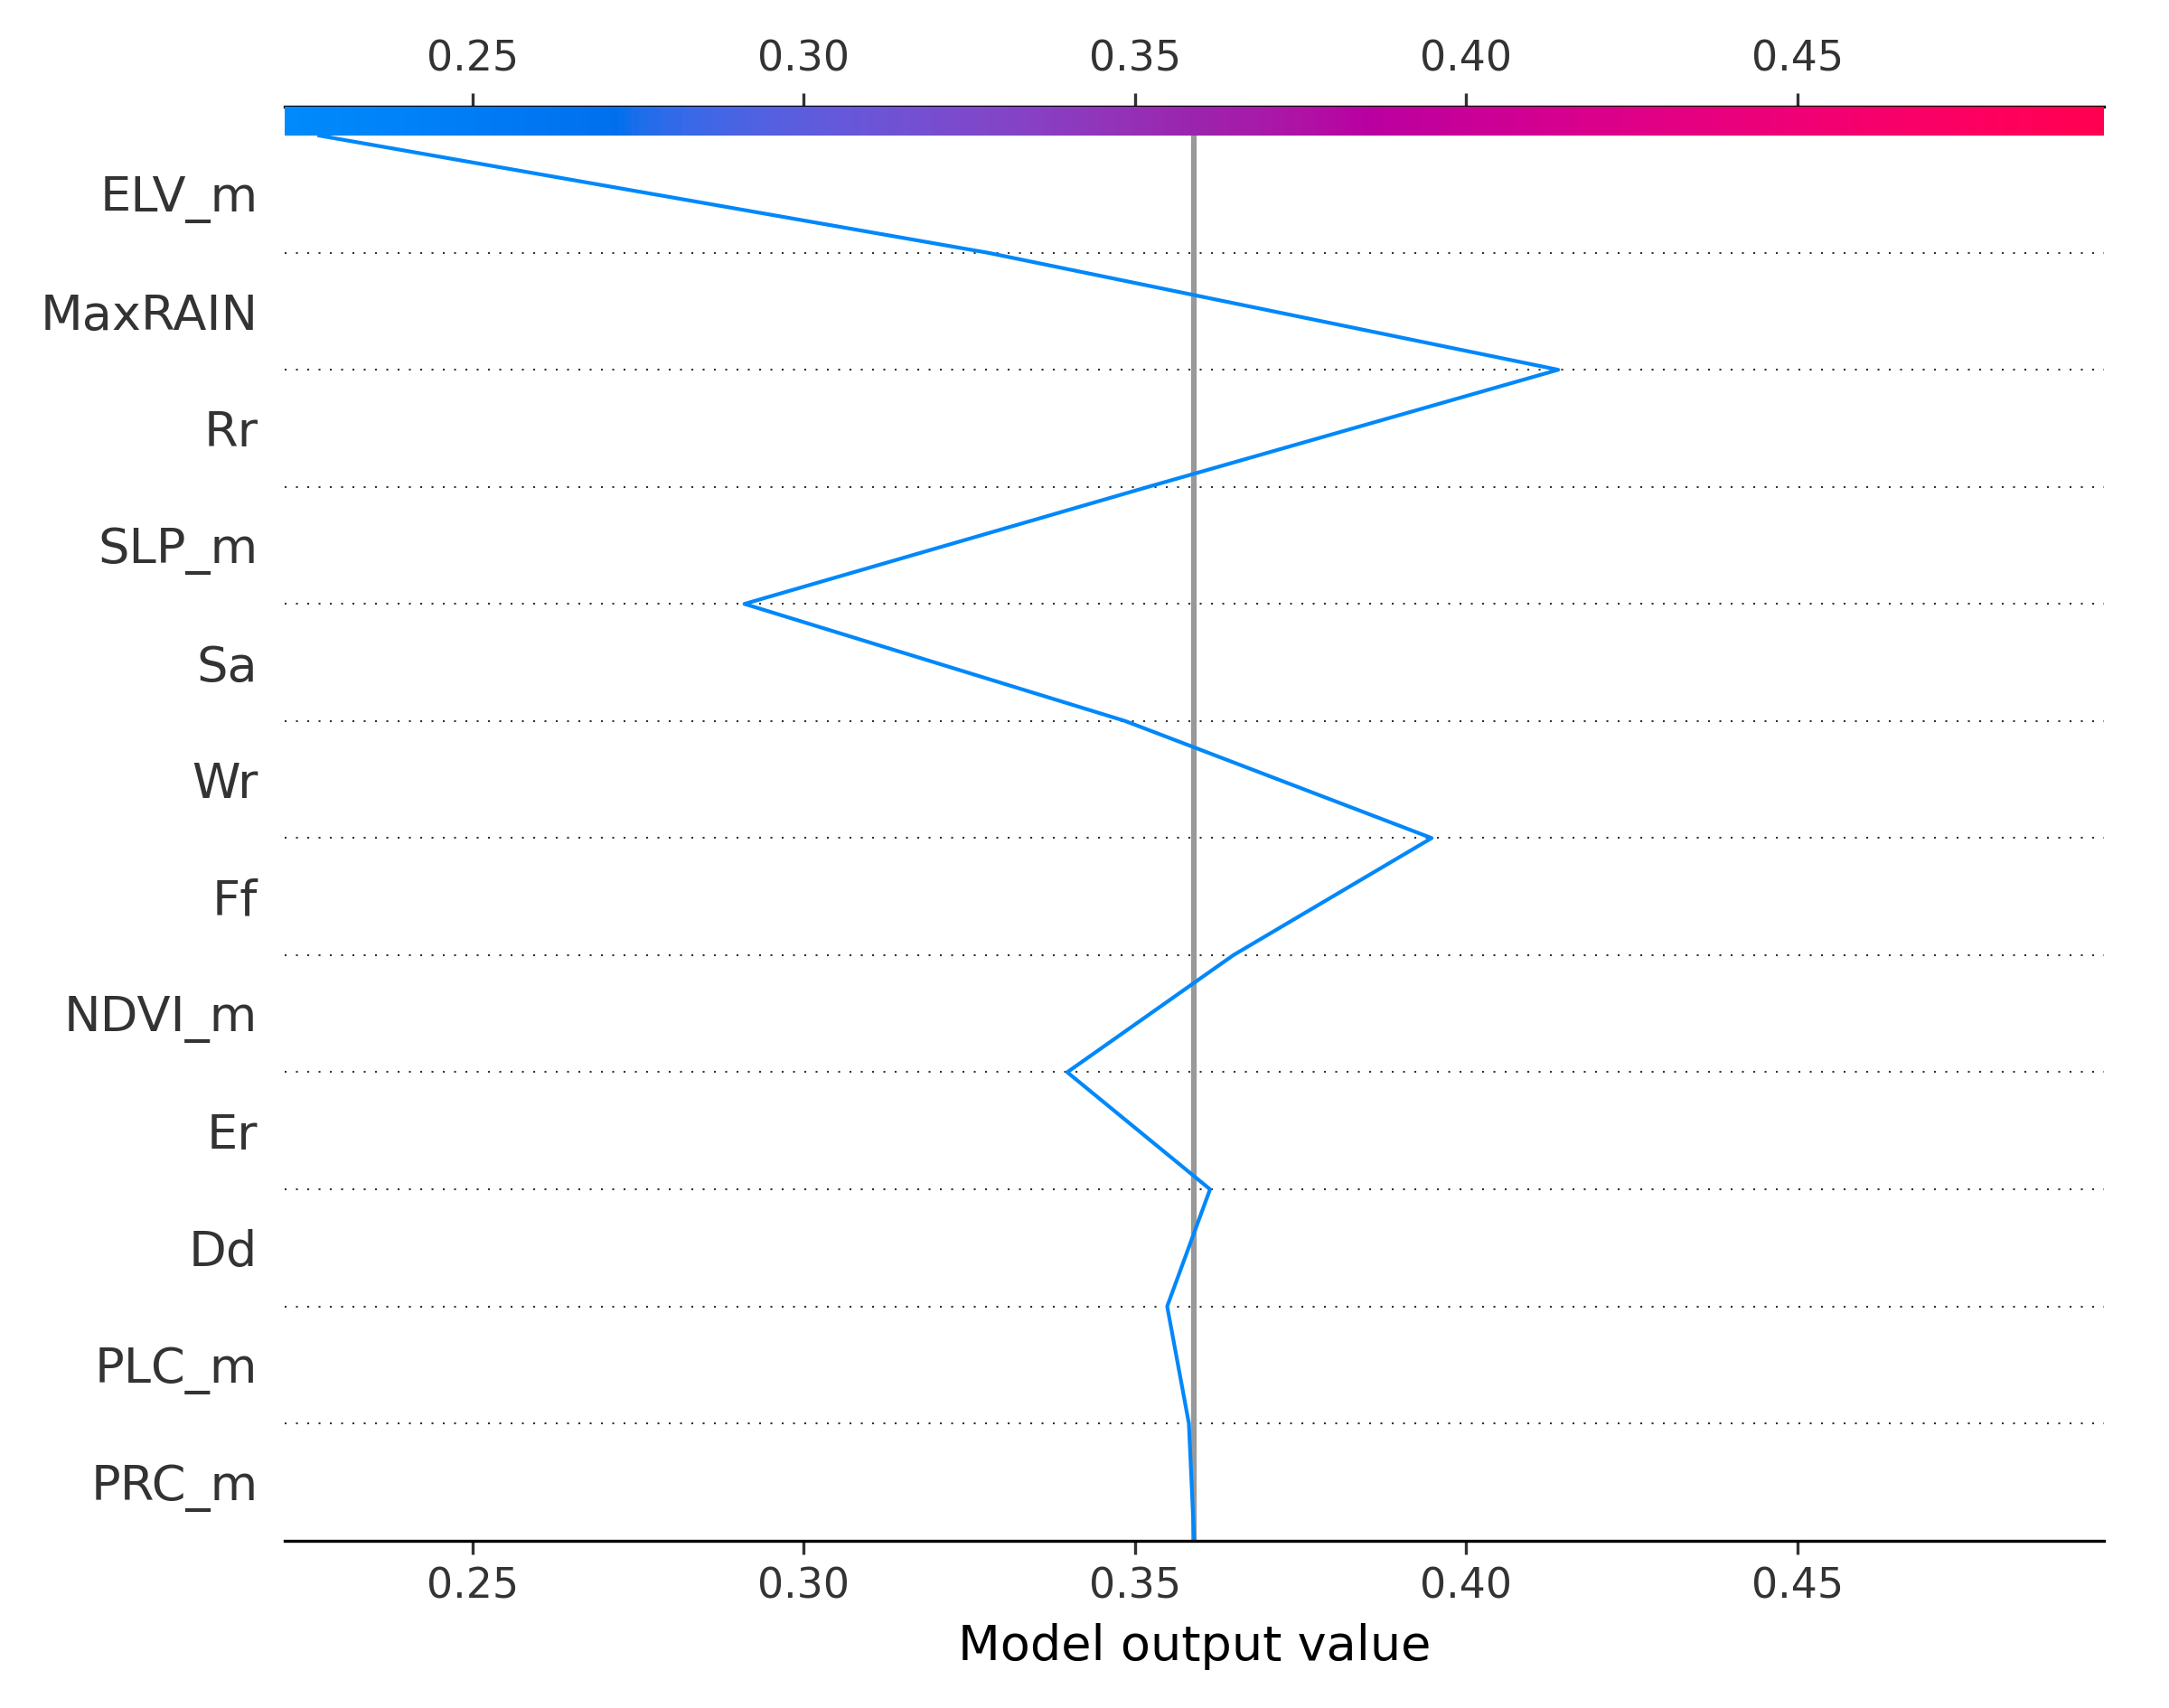 0.25 0.30 0.35 0.40 0.45
ELV_m
MaxRAIN
Rr
SLP_m
Sa
Wr
Ff
NDVI_m
Er
Dd
PLC_m
PRC_m
0.25 0.30 0.35 0.40 0.45
Model output value